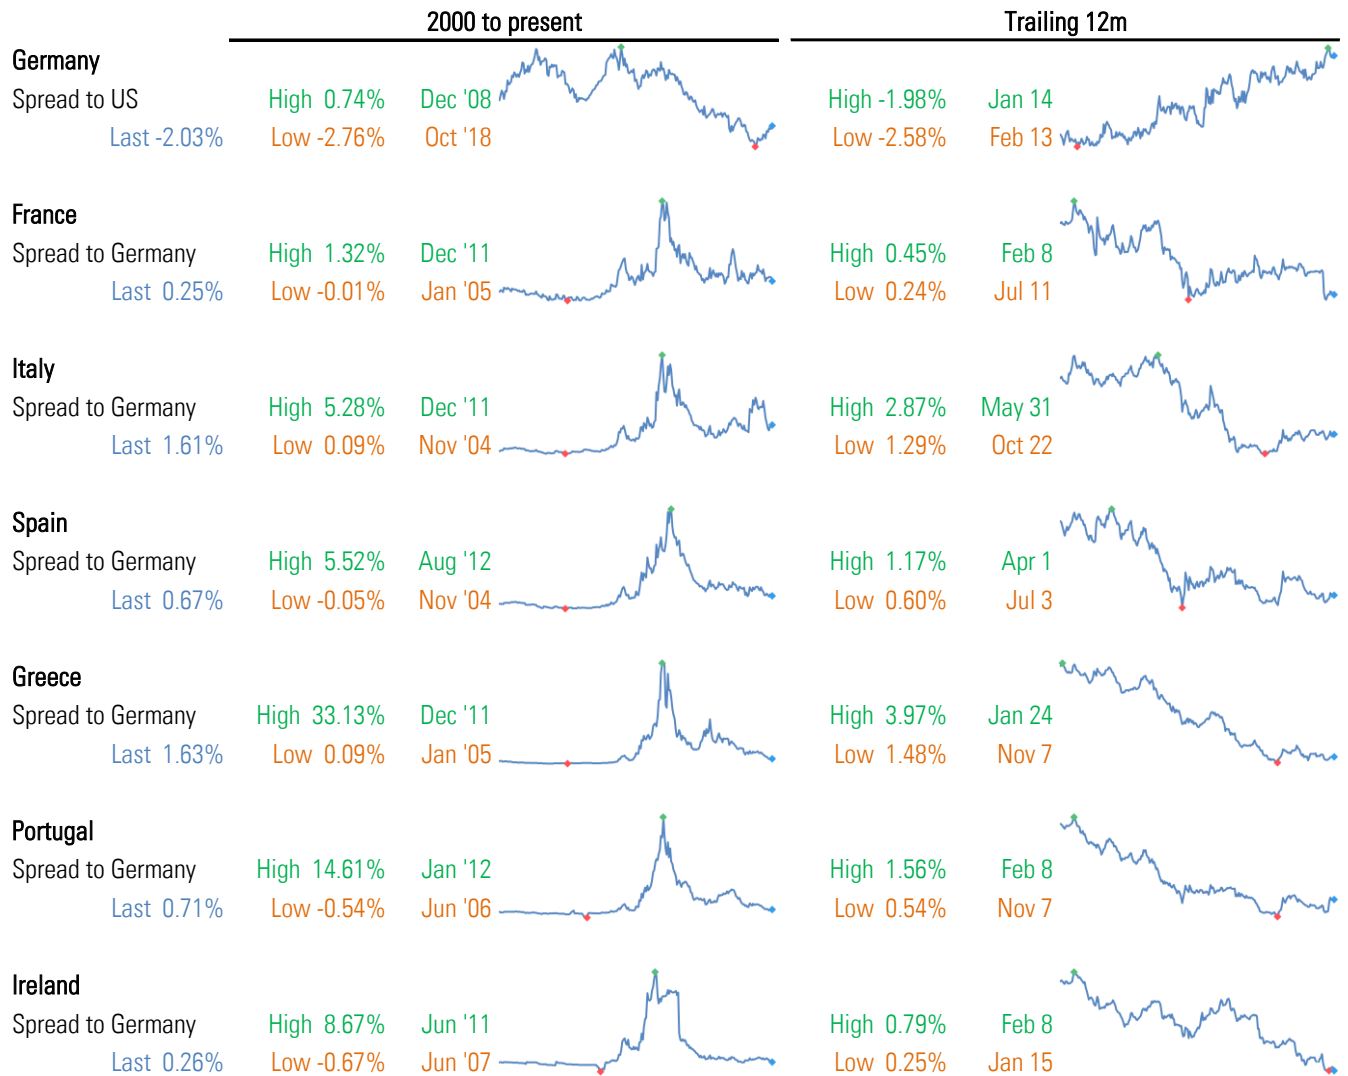 2000 to present Trailing 12m
Germany
Spread to US High 0.74% Dec '08 High -1.98% Jan 14
Last -2.03% Low -2.76% Oct '18 Low -2.58% Feb 13
France
Spread to Germany High 1.32% Dec '11 High 0.45% Feb 8
Last 0.25% Low -0.01% Jan '05 Low 0.24% Jul 11
Italy
Spread to Germany High 5.28% Dec '11 High 2.87% May 31
Last 1.61% Low 0.09% Nov '04 Low 1.29% Oct 22
Spain
Spread to Germany High 5.52% Aug '12 High 1.17% Apr 1
Last 0.67% Low -0.05% Nov '04 Low 0.60% Jul 3
Greece
Spread to Germany High 33.13% Dec '11 High 3.97% Jan 24
Last 1.63% Low 0.09% Jan '05 Low 1.48% Nov 7
Portugal
Spread to Germany High 14.61% Jan '12 High 1.56% Feb 8
Last 0.71% Low -0.54% Jun '06 Low 0.54% Nov 7
Ireland
Spread to Germany High 8.67% Jun '11 High 0.79% Feb 8
Last 0.26% Low -0.67% Jun '07 Low 0.25% Jan 15